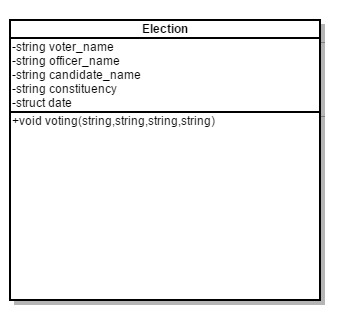 Election
-string voter_name
-string officer_name
-string candidate_name
-string constituency
-struct date
+void voting(string,string,string,string)